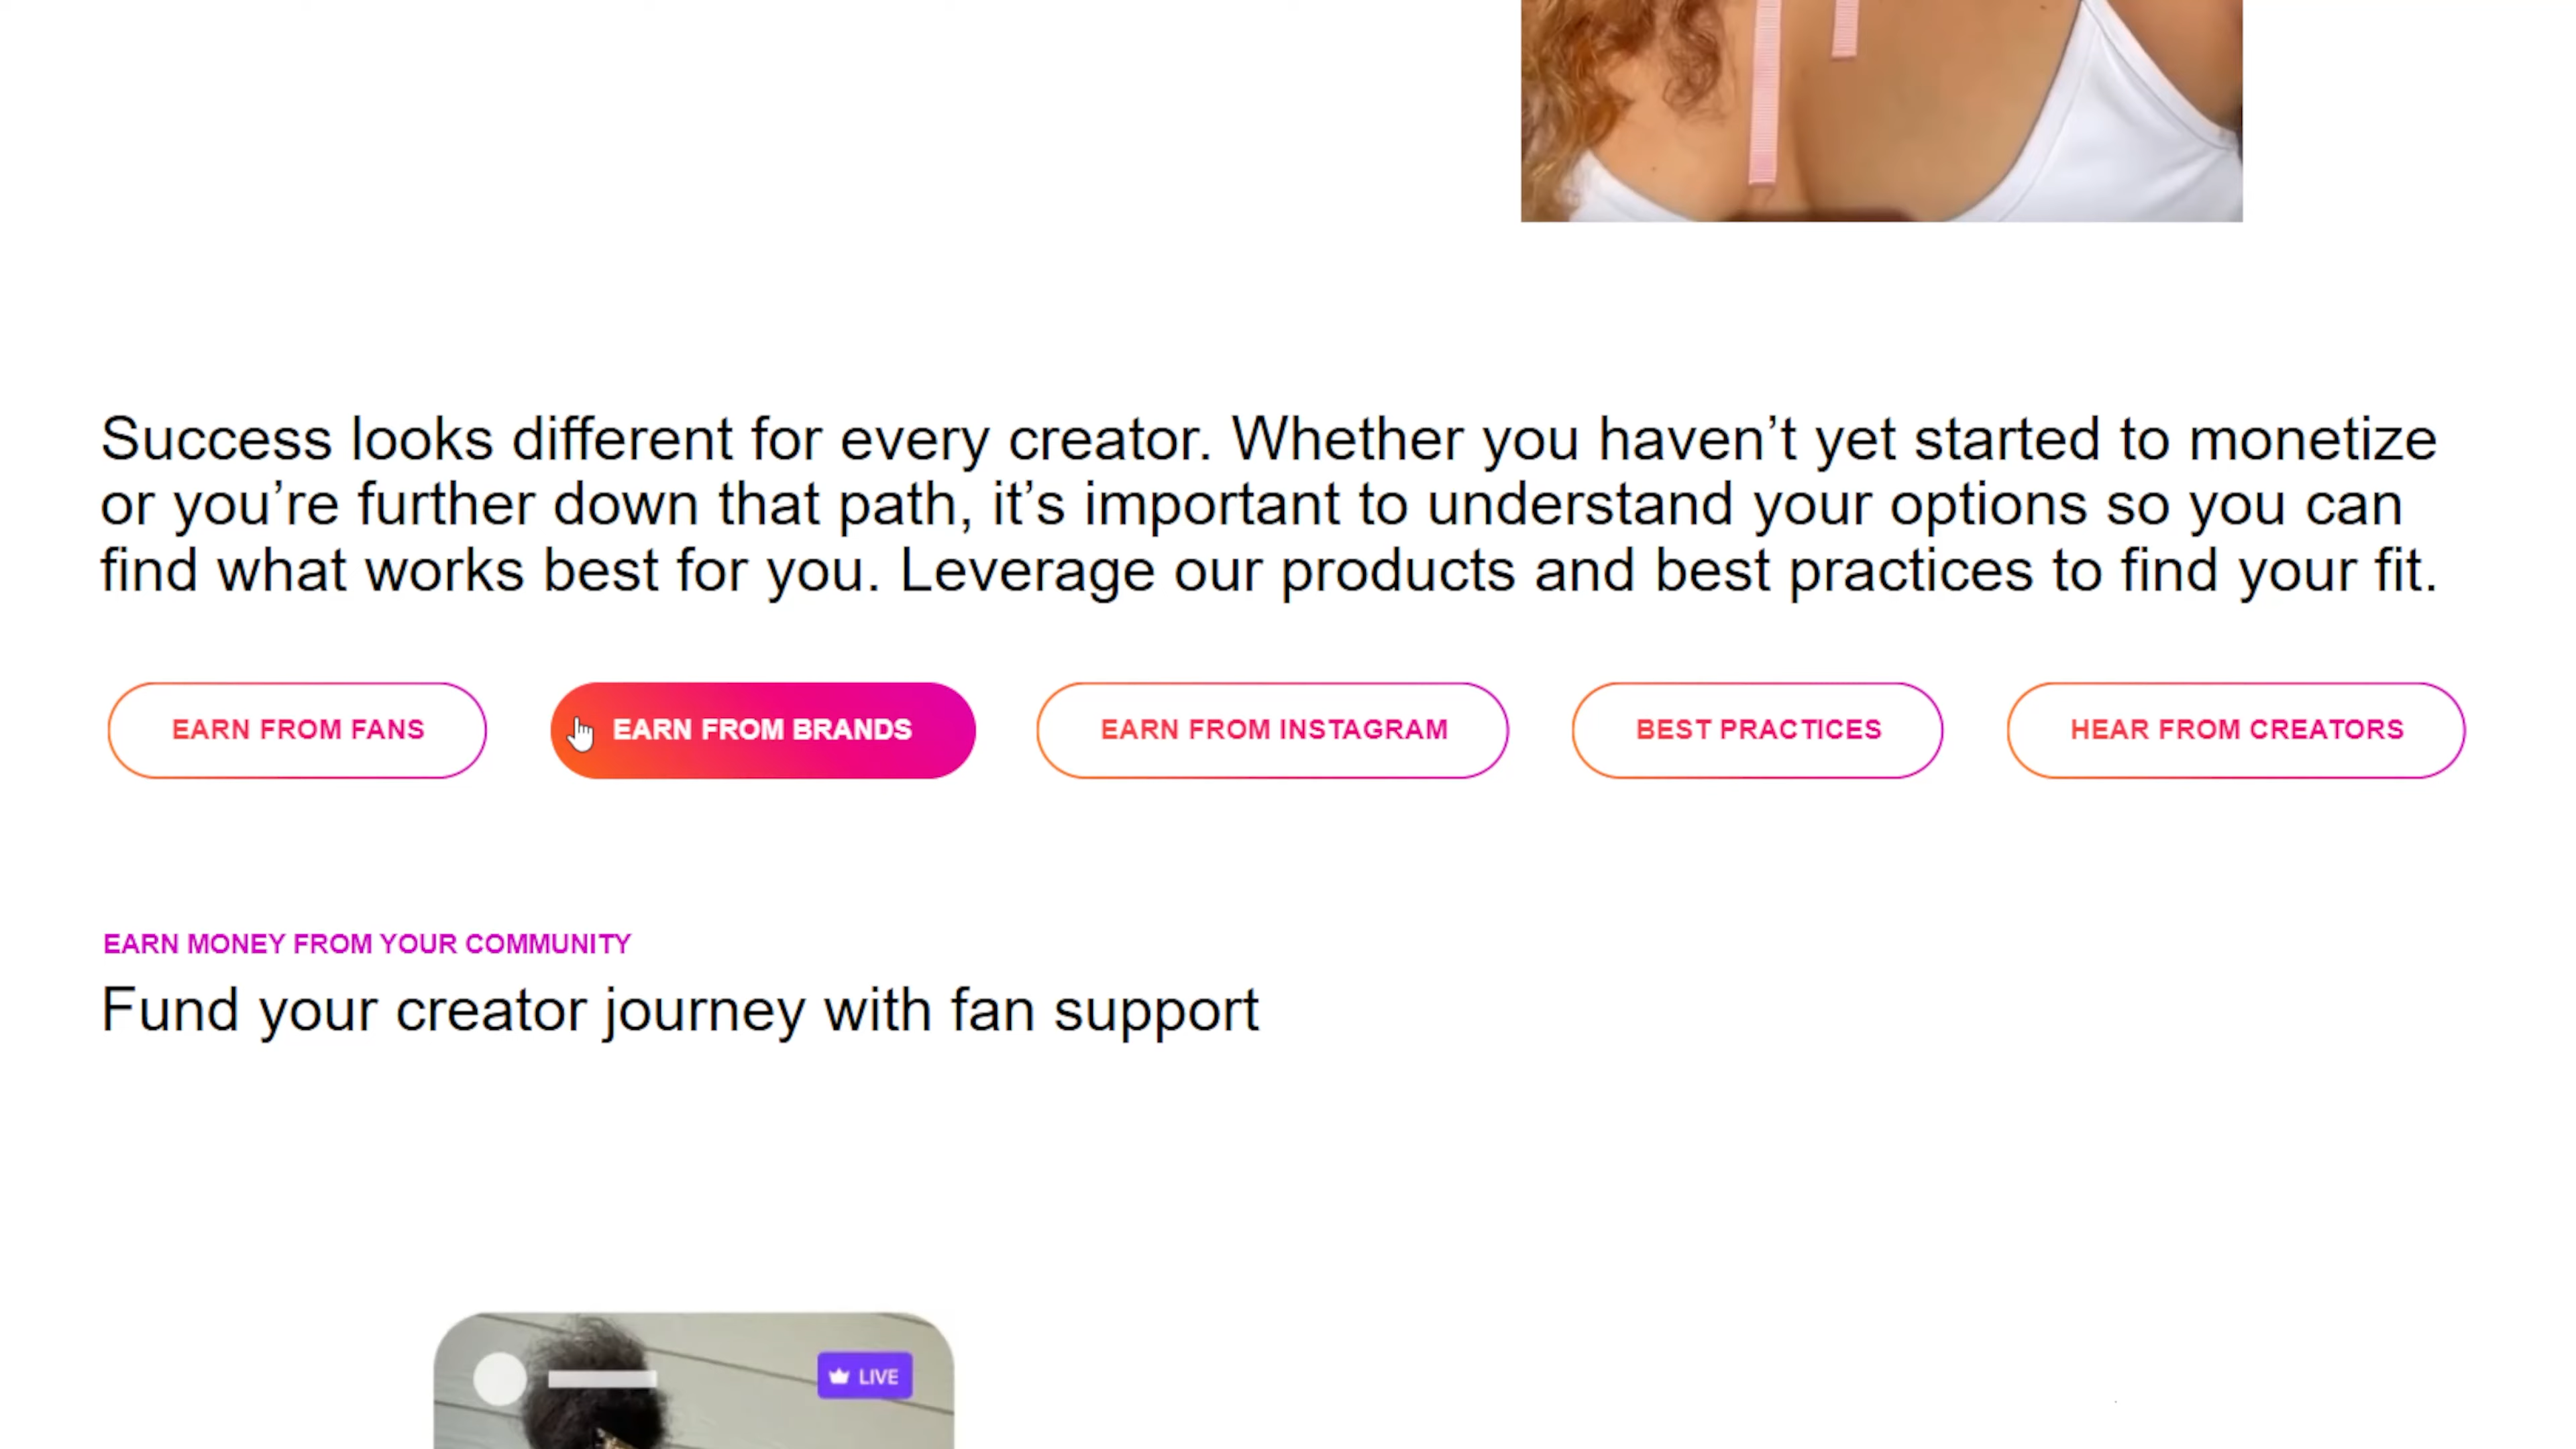 Success looks different for every creator. Whether you haven’t yet started to monetize
or you’re further down that path, it’s important to understand your options so you can
find what works best for you. Leverage our products and best practices to find your fit.
EARN FROM FANS
EARN FROM BRANDS
EARN FROM INSTAGRAM
BEST PRACTICES
HEAR FROM CREATORS
EARN MONEY FROM YOUR COMMUNITY
Fund your creator journey with fan support
LIVE